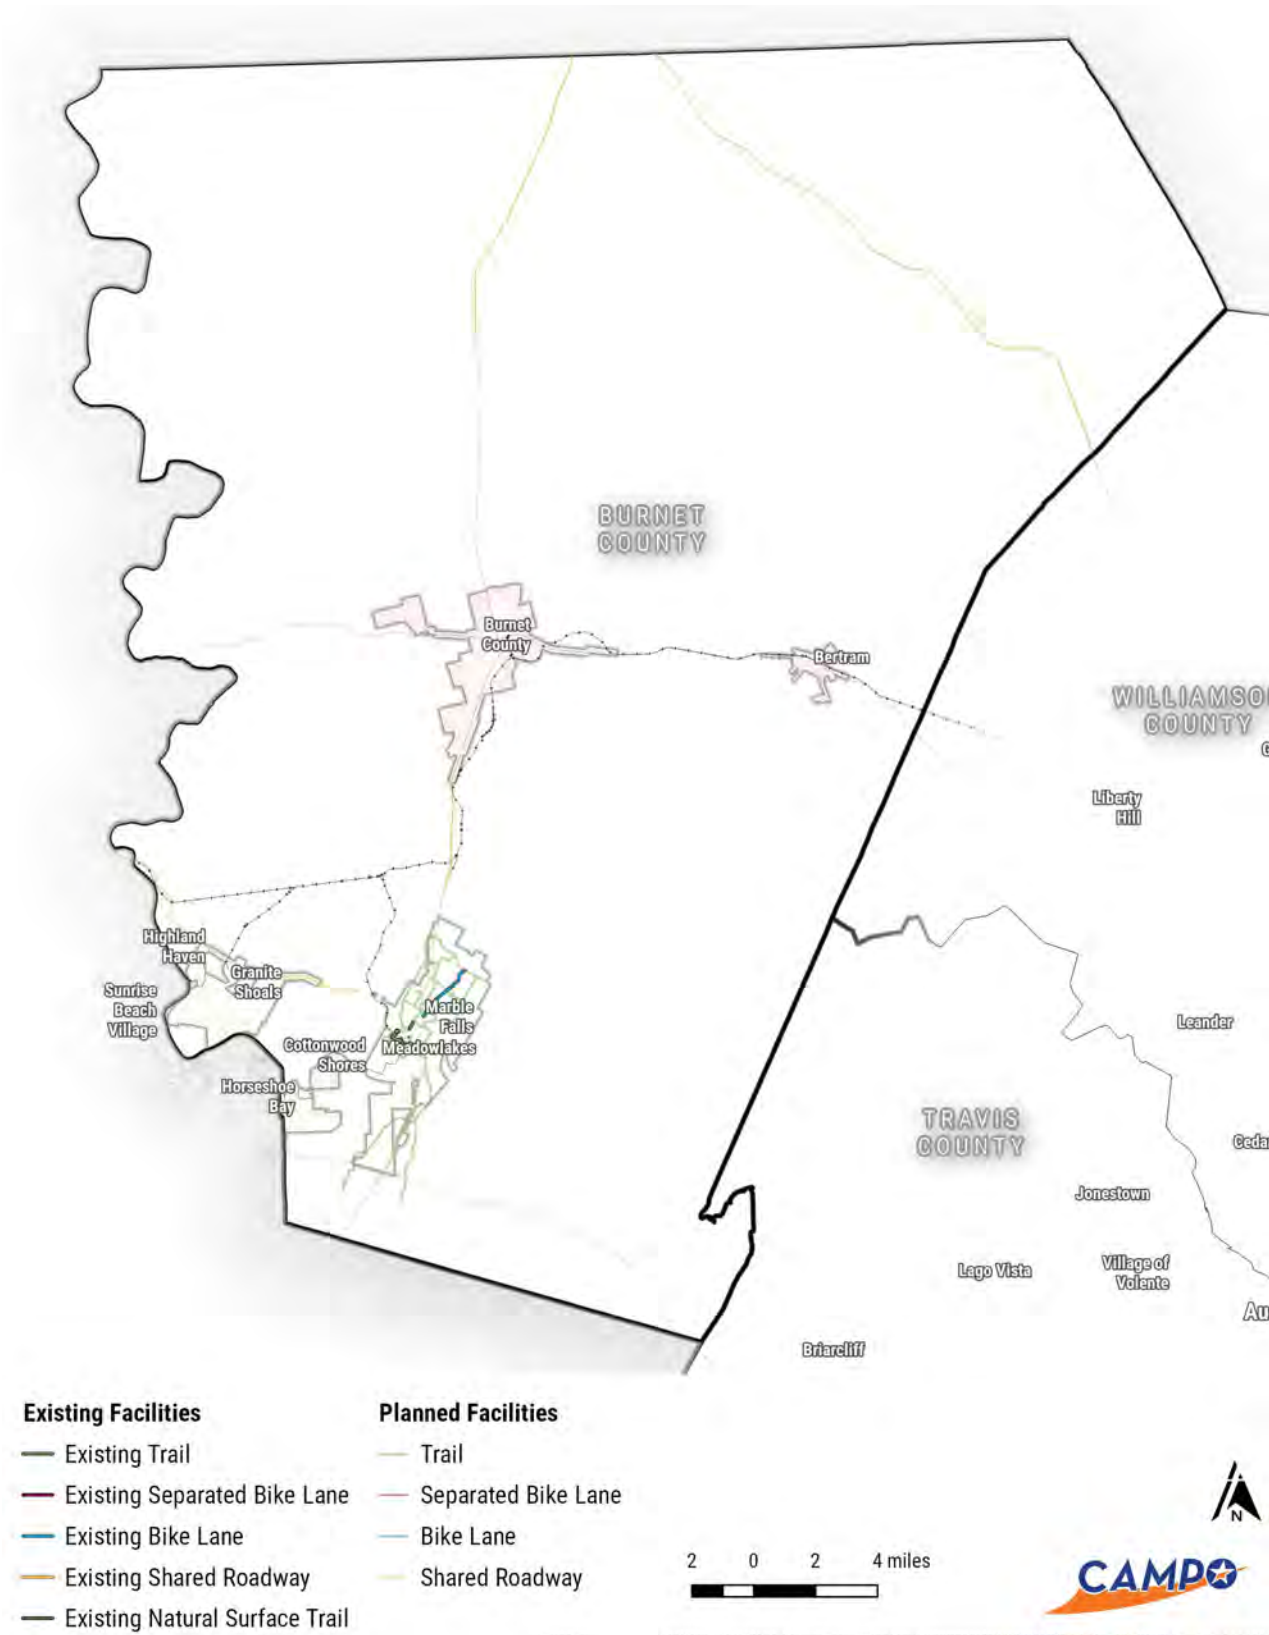 BURNET
COUNTY
Burnet
County
Bertram
WILLIAMSO
COUNTY
Liberty
Hill
Highland
Haven
Granite
Shoals
Sunrise
Beach
Village
Marble
Falls
Leander
Cottonwood
Shores
Meadowlakes
Horseshoe
Bay
TRAVIS
COUNTY
Ceda
Jonestown
Lago Vista
Village of
Volente
Au
Briarcliff
Existing Facilities
Existing Trail
Existing Separated Bike Lane
Existing Bike Lane
Existing Shared Roadway
Existing Natural Surface Trail
Planned Facilities
Trail
Separated Bike Lane
Bike Lane
Shared Roadway
2 0 2 4 miles
N
CAMPO